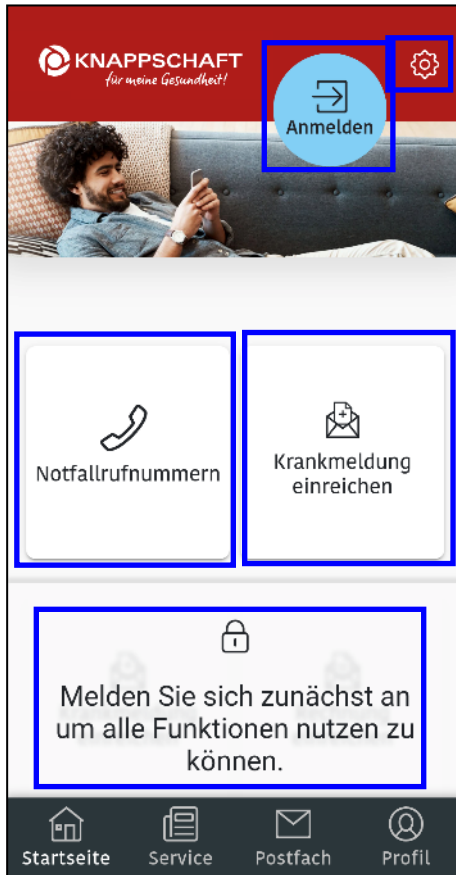 KNAPPSCHAFT
für meine Gesundheit!
Anmelden
Notfallrufnummern
Krankmeldung
einreichen
Melden Sie sich zunächst an
um alle Funktionen nutzen zu
können.
Startseite Service Postfach Profil